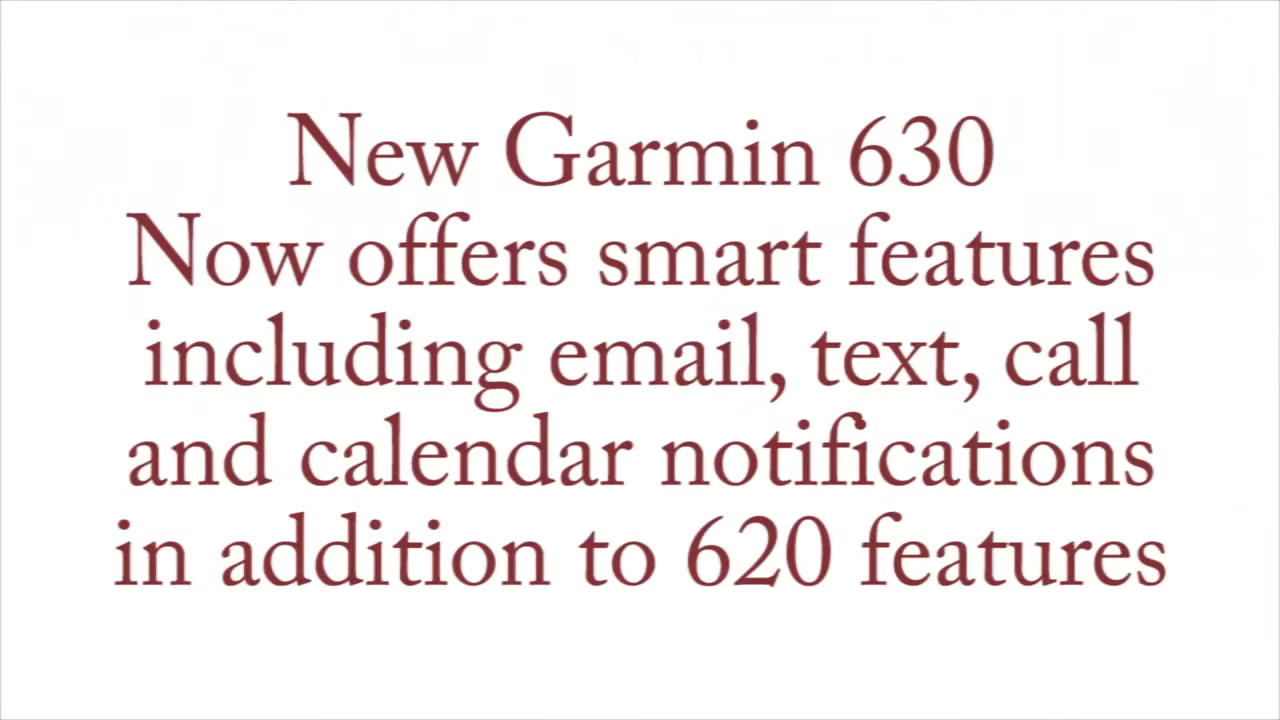 New Garmin 630
Now offers smart features
including email, text, call
and calendar notifications
in addition to 620 features